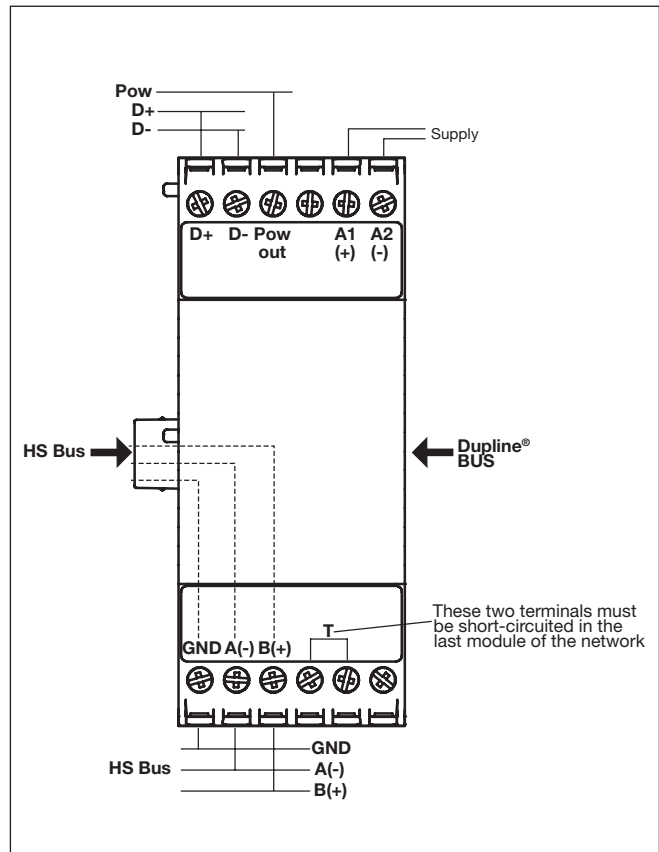 Pow
D+
D-
Supply
D+ D- Pow out A1 (+) A2 (-)
HS Bus
Dupline®
BUS
These two terminals must
be short-circuited in the
last module of the network
T
GND A(-) B(+)
HS Bus
GND
A(-)
B(+)